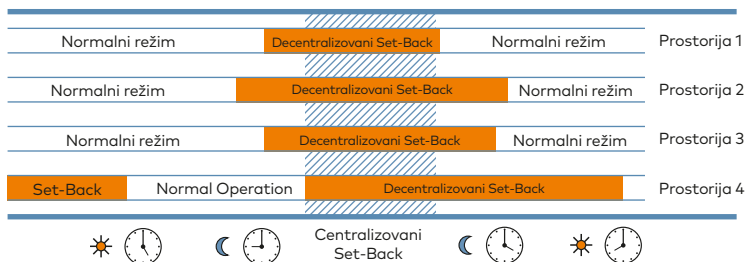 Normalni režim Decentralizovani Set-Back Normalni režim Prostorija 1
Normalni režim Decentralizovani Set-Back Normalni režim Prostorija 2
Normalni režim Decentralizovani Set-Back Normalni režim Prostorija 3
Set-Back Normal Operation Decentralizovani Set-Back Prostorija 4
Centralizovani
Set-Back